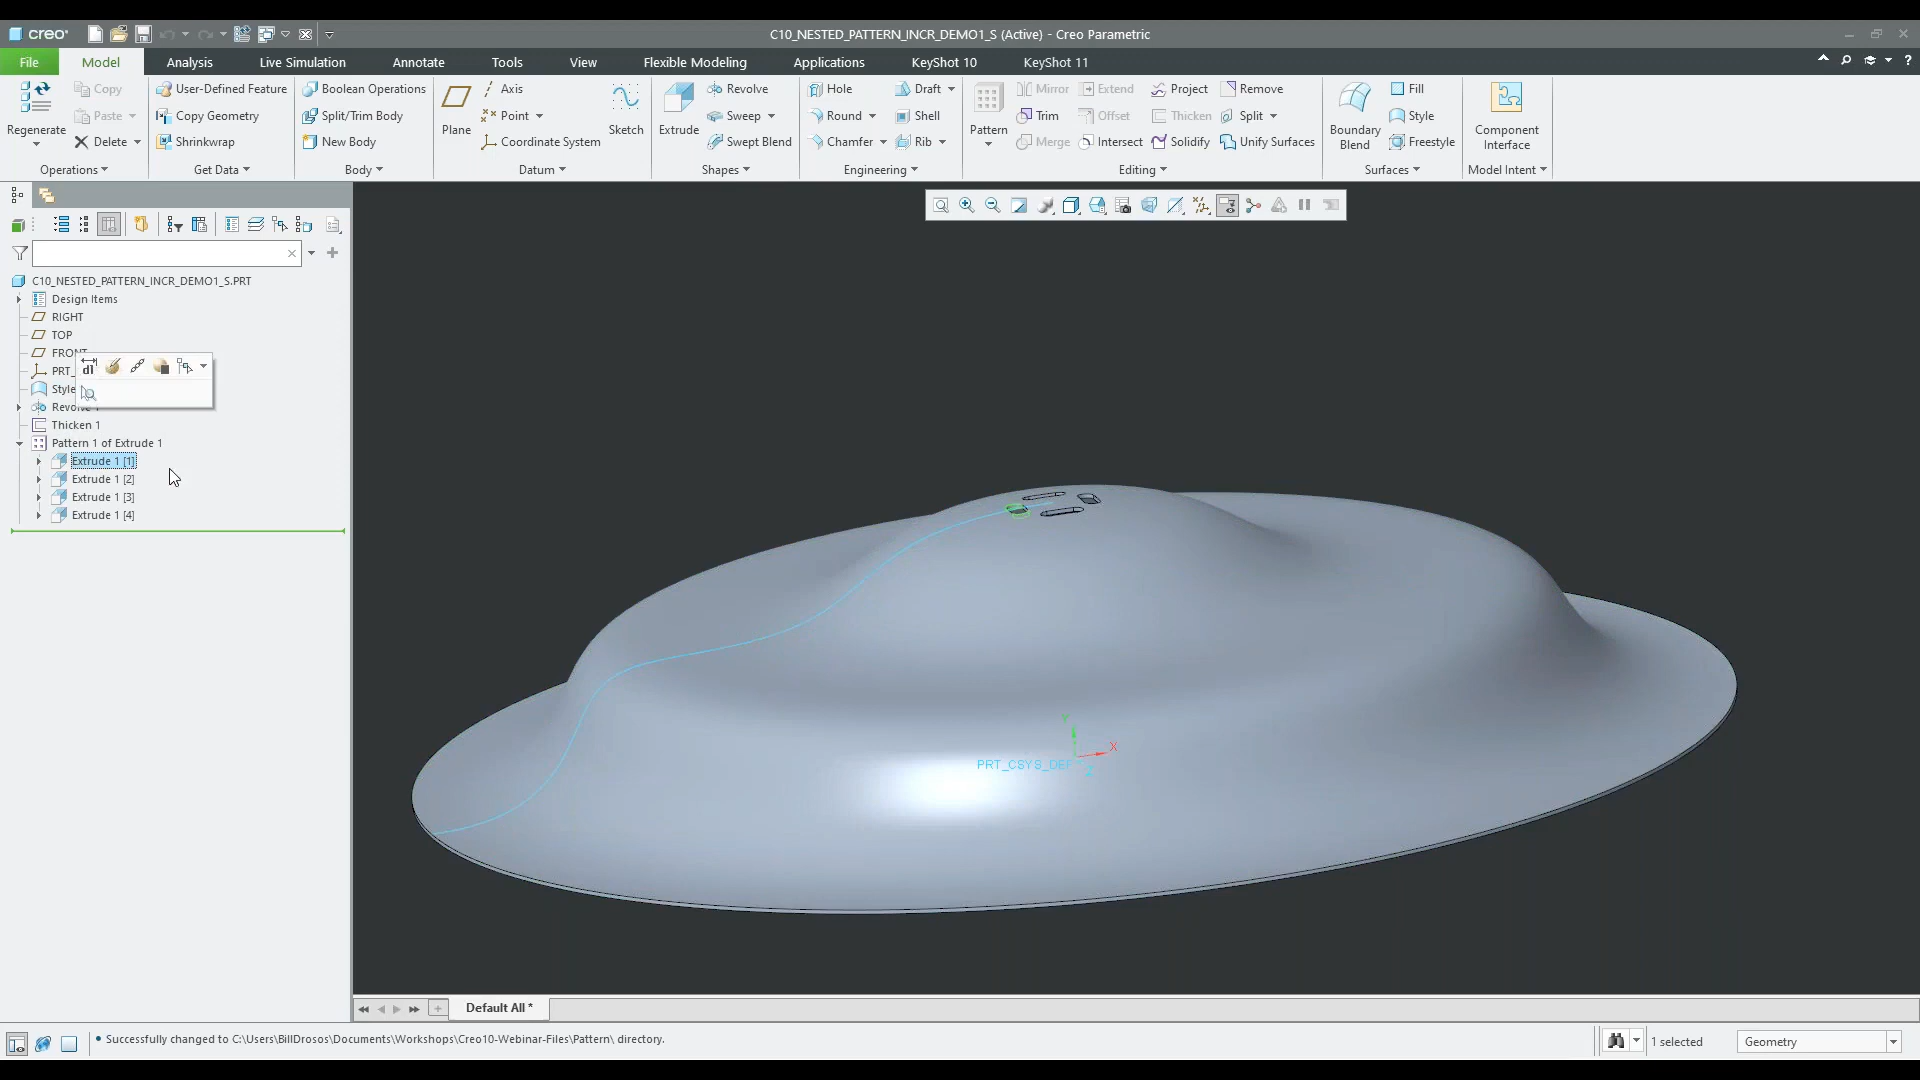 creo
C10_NESTED_PATTERN_INCR_DEMO1_S (Active) - Creo Parametric
File
Model
Analysis
Live Simulation
Annotate
Tools
View
Flexible Modeling
Applications
KeyShot 10
KeyShot 11
Regenerate
Copy
Paste
Delete
Operations
User-Defined Feature
Copy Geometry
Shrinkwrap
Get Data
Boolean Operations
Split/Trim Body
New Body
Body
Plane
Axis
Point
Coordinate System
Sketch
Datum
Extrude
Revolve
Sweep
Swept Blend
Shapes
Hole
Round
Chamfer
Draft
Shell
Rib
Engineering
Pattern
Mirror
Trim
Merge
Extend
Offset
Intersect
Project
Thicken
Solidify
Remove
Split
Unify Surfaces
Editing
Boundary
Blend
Fill
Style
Freestyle
Surfaces
Component
Interface
Model Intent
C10_NESTED_PATTERN_INCR_DEMO1_S.PRT
Design Items
RIGHT
TOP
FRONT
PRT_
Style
Revolve 1
Thicken 1
Pattern 1 of Extrude 1
Extrude 1 [1]
Extrude 1 [2]
Extrude 1 [3]
Extrude 1 [4]
Y
X
PRT_CSYS_DEF
Z
Default All *
Successfully changed to C:\Users\BillDrosos\Documents\Workshops\Creo10-Webinar-Files\Pattern\ directory.
1 selected
Geometry